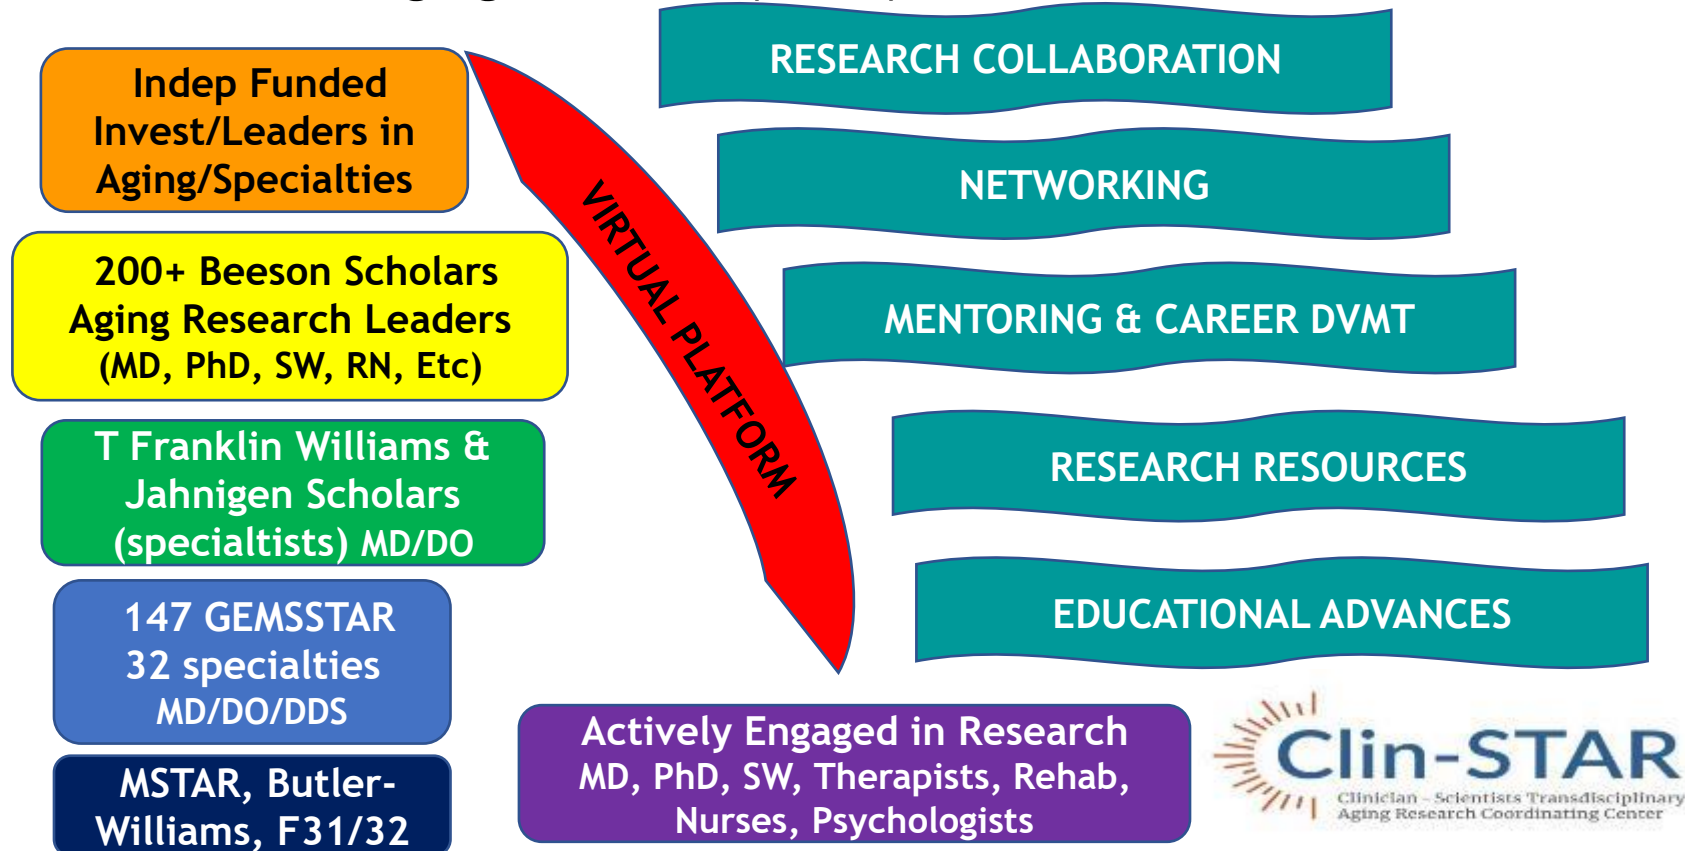 Indep Funded
Invest/Leaders in
Aging/Specialties
200+ Beeson Scholars
Aging Research Leaders
(MD, PhD, SW, RN, Etc)
T Franklin Williams &
Jahnigen Scholars
(specialtists) MD/DO
147 GEMSSTAR
32 specialties
MD/DO/DDS
MSTAR, Butler-
Williams, F31/32
VIRTUAL PLATFORM
RESEARCH COLLABORATION
NETWORKING
MENTORING & CAREER DVMT
RESEARCH RESOURCES
EDUCATIONAL ADVANCES
Actively Engaged in Research
MD, PhD, SW, Therapists, Rehab,
Nurses, Psychologists
Clin-STAR
Clinician - Scientists Transdisciplinary
Aging Research Coordinating Center